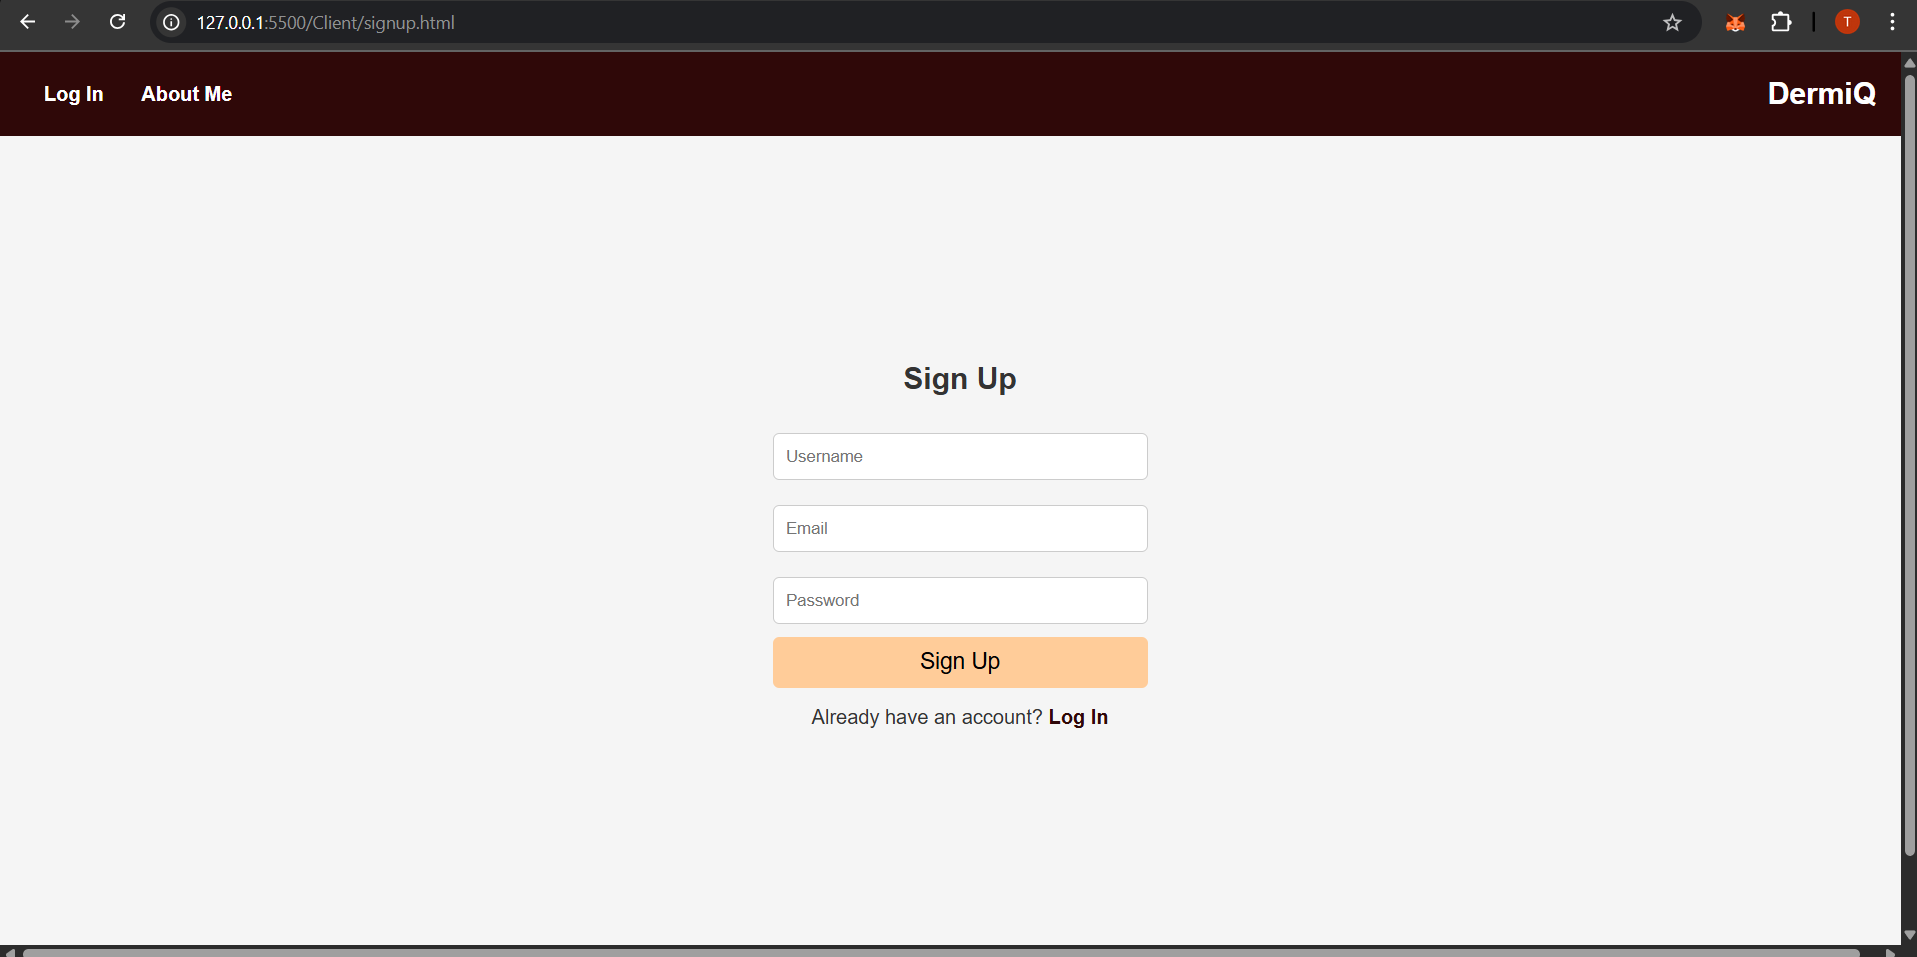 127.0.0.1:5500/Client/signup.html
T
Log In About Me DermiQ
Sign Up
Username
Email
Password
Sign Up
Already have an account? Log In